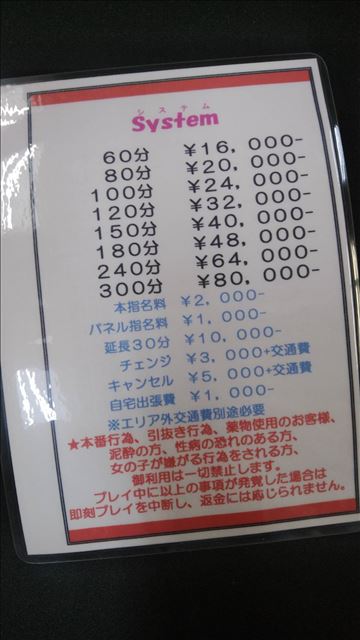 システム
System
60分 ¥16,000-
80分 ¥20,000-
100分 ¥24,000-
120分 ¥32,000-
150分 ¥40,000-
180分 ¥48,000-
240分 ¥64,000-
300分 ¥80,000-
本指名料 ¥2,000-
パネル指名料 ¥1,000-
延長30分 ¥10,000-
チェンジ ¥3,000+交通費
キャンセル ¥5,000+交通費
自宅出張費 ¥1,000-
※エリア外交通費別途必要
★本番行為、引抜き行為、薬物使用のお客様、
泥酔の方、性病の恐れのある方、
女の子が嫌がる行為をされる方、
御利用は一切禁止します。
プレイ中に以上の事項が発覚した場合は
即刻プレイを中断し、返金には応じられません。